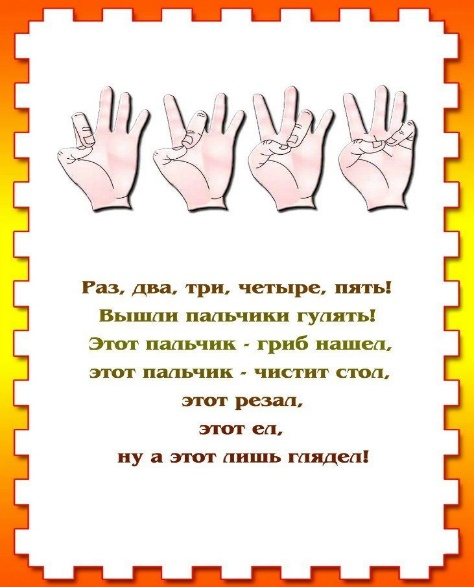 Раз, два, три, четыре, пять!
Вышли пальчики гулять!
Этот пальчик - гриб нашел,
этот пальчик - чистит стол,
этот резал,
этот ел,
ну а этот лишь глядел!